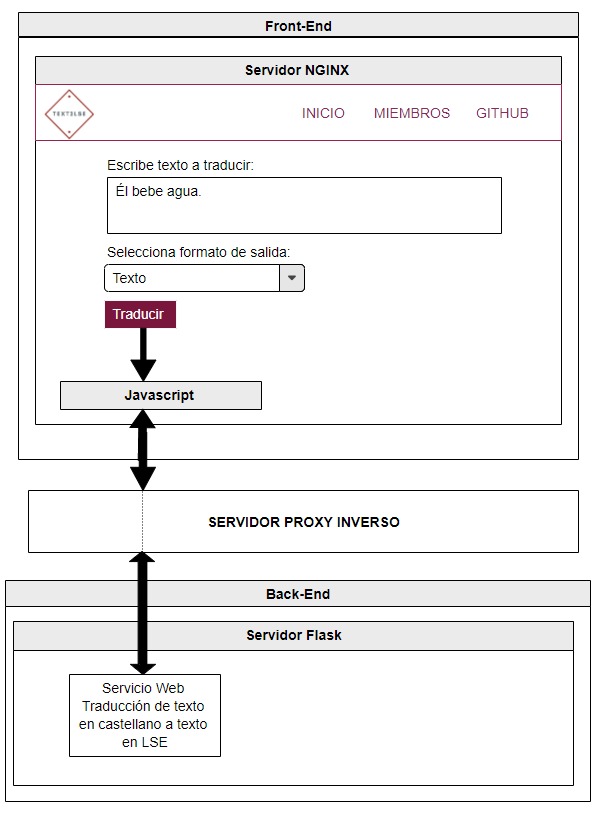 Front-End
Servidor NGINX
TEXT2LSE
INICIO MIEMBROS GITHUB
Escribe texto a traducir:
Él bebe agua.
Selecciona formato de salida:
Texto
Traducir
Javascript
SERVIDOR PROXY INVERSO
Back-End
Servidor Flask
Servicio Web
Traducción de texto
en castellano a texto
en LSE